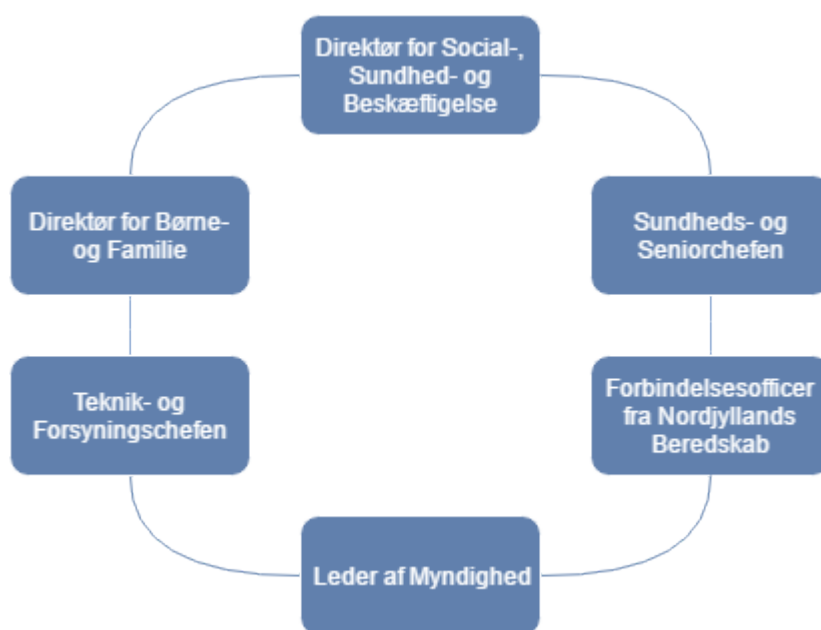 Direktør for Social-,
Sundhed- og
Beskæftigelse
Direktør for Børne-
og Familie
Sundheds- og
Seniorchefen
Teknik- og
Forsyningschefen
Forbindelsesofficer
fra Nordjyllands
Beredskab
Leder af Myndighed